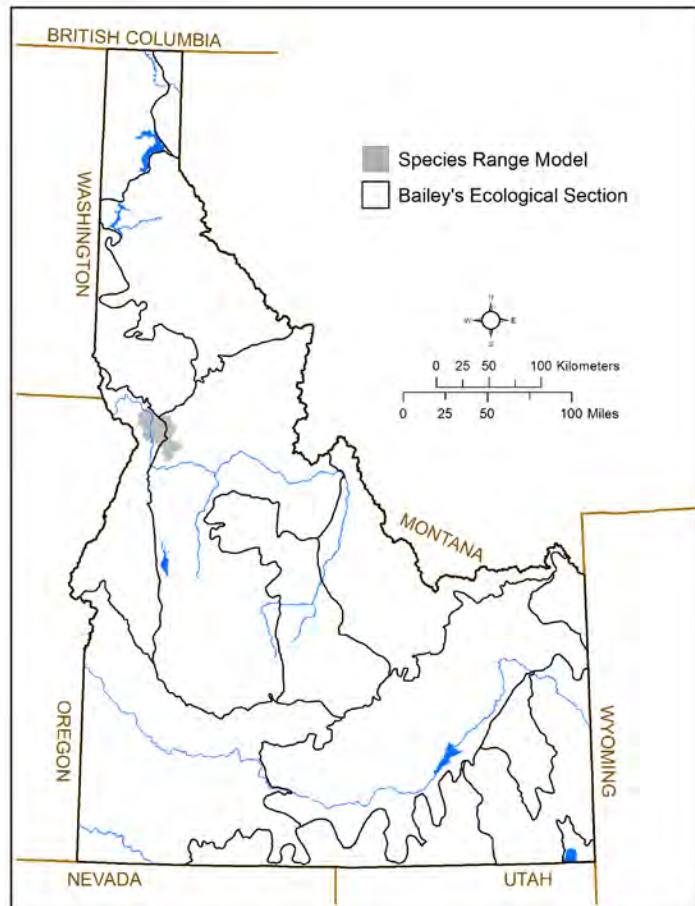 BRITISH COLUMBIA
WASHINGTON
Species Range Model
Bailey's Ecological Section
N
W E
S
0 25 50 100 Kilometers
0 25 50 100 Miles
MONTANA
OREGON
WYOMING
NEVADA
UTAH